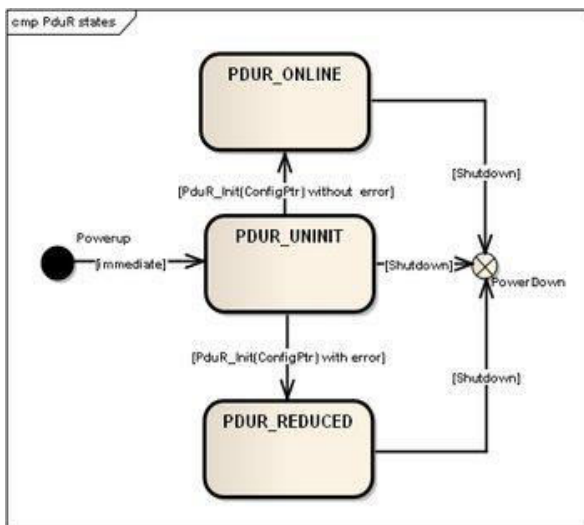 cmp PduR states
PDUR_ONLINE
[Shutdown]
[PduR_Init(ConfigPtr) without error]
Powerup
[immediate]
PDUR_UNINIT
[Shutdown]
PowerDown
[PduR_Init(ConfigPtr) with error]
[Shutdown]
PDUR_REDUCED